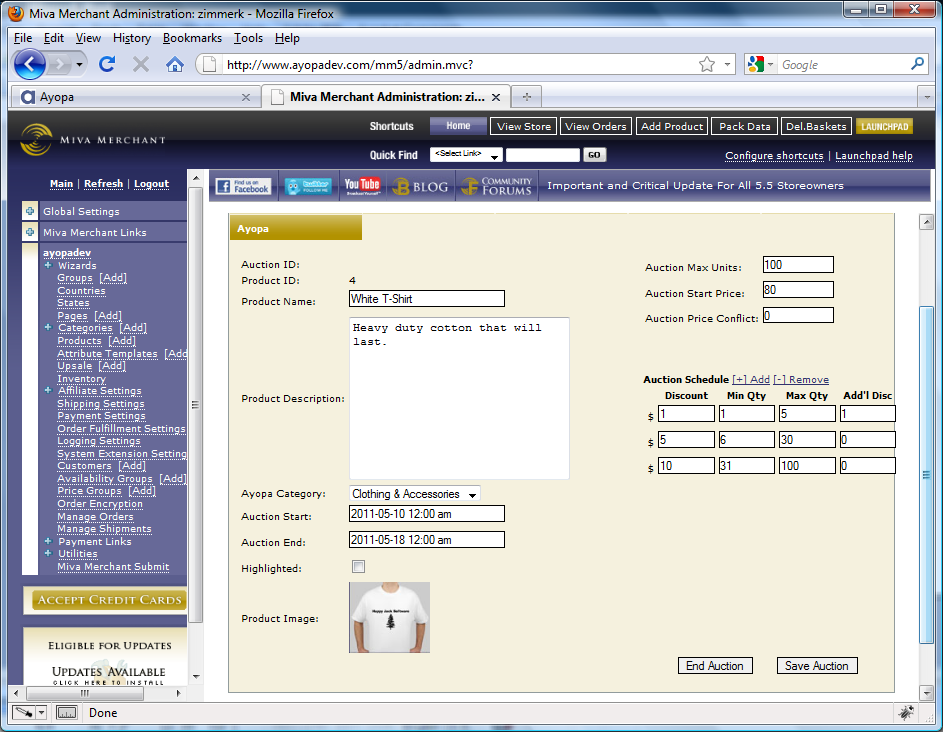 Miva Merchant Administration: zimmerk - Mozilla Firefox
File Edit View History Bookmarks Tools Help
http://www.ayopadev.com/mm5/admin.mvc?
Google
Ayopa
Miva Merchant Administration: zi...
MIVA MERCHANT
Shortcuts Home View Store View Orders Add Product Pack Data Del.Baskets LAUNCHPAD
Quick Find <Select Link> GO Configure shortcuts | Launchpad help
Main | Refresh | Logout
Find us on Facebook
twitter FOLLOW ME
You Tube
BLOG
COMMUNITY FORUMS
Important and Critical Update For All 5.5 Storeowners
Global Settings
Miva Merchant Links
ayopadev
Wizards
Groups [Add]
Countries
States
Pages [Add]
Categories [Add]
Products [Add]
Attribute Templates [Add
Upsale [Add]
Inventory
Affiliate Settings
Shipping Settings
Payment Settings
Order Fulfillment Settings
Logging Settings
System Extension Setting
Customers [Add]
Availability Groups [Add]
Price Groups [Add]
Order Encryption
Manage Orders
Manage Shipments
Payment Links
Utilities
Miva Merchant Submit
ACCEPT CREDIT CARDS
ELIGIBLE FOR UPDATES
UPDATES AVAILABLE
CLICK HERE TO INSTALL
Ayopa
Auction ID:
Product ID: 4
Product Name: White T-Shirt
Product Description: Heavy duty cotton that will
last.
Ayopa Category: Clothing & Accessories
Auction Start: 2011-05-10 12:00 am
Auction End: 2011-05-18 12:00 am
Highlighted:
Product Image:
Happy Jack Software
Auction Max Units: 100
Auction Start Price: 80
Auction Price Conflict: 0
Auction Schedule [+] Add [-] Remove
Discount Min Qty Max Qty Add'l Disc
$ 1 1 5 1
$ 5 6 30 0
$ 10 31 100 0
End Auction Save Auction
Done